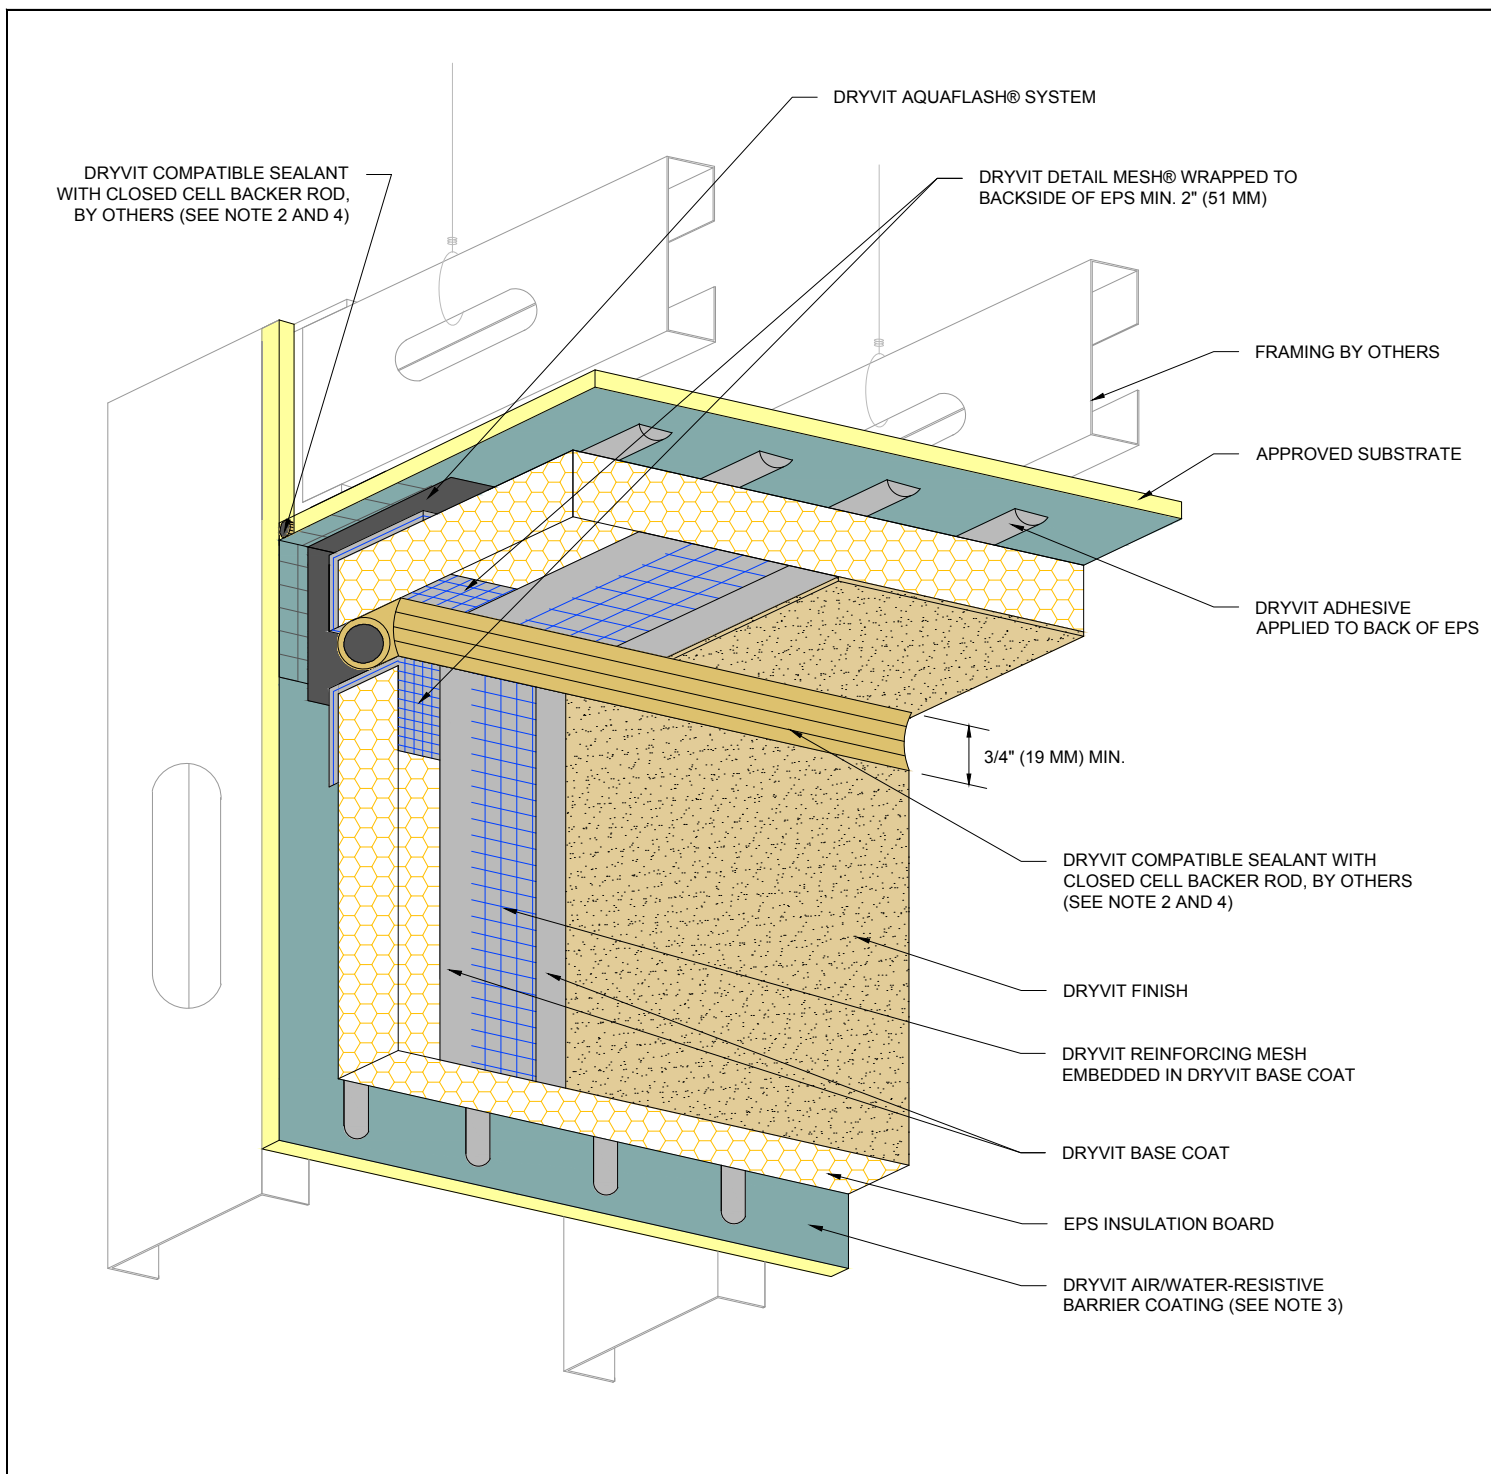 DRYVIT AQUAFLASH® SYSTEM
DRYVIT COMPATIBLE SEALANT
WITH CLOSED CELL BACKER ROD,
BY OTHERS (SEE NOTE 2 AND 4)
DRYVIT DETAIL MESH® WRAPPED TO
BACKSIDE OF EPS MIN. 2" (51 MM)
FRAMING BY OTHERS
APPROVED SUBSTRATE
DRYVIT ADHESIVE
APPLIED TO BACK OF EPS
3/4" (19 MM) MIN.
DRYVIT COMPATIBLE SEALANT WITH
CLOSED CELL BACKER ROD, BY OTHERS
(SEE NOTE 2 AND 4)
DRYVIT FINISH
DRYVIT REINFORCING MESH
EMBEDDED IN DRYVIT BASE COAT
DRYVIT BASE COAT
EPS INSULATION BOARD
DRYVIT AIR/WATER-RESISTIVE
BARRIER COATING (SEE NOTE 3)